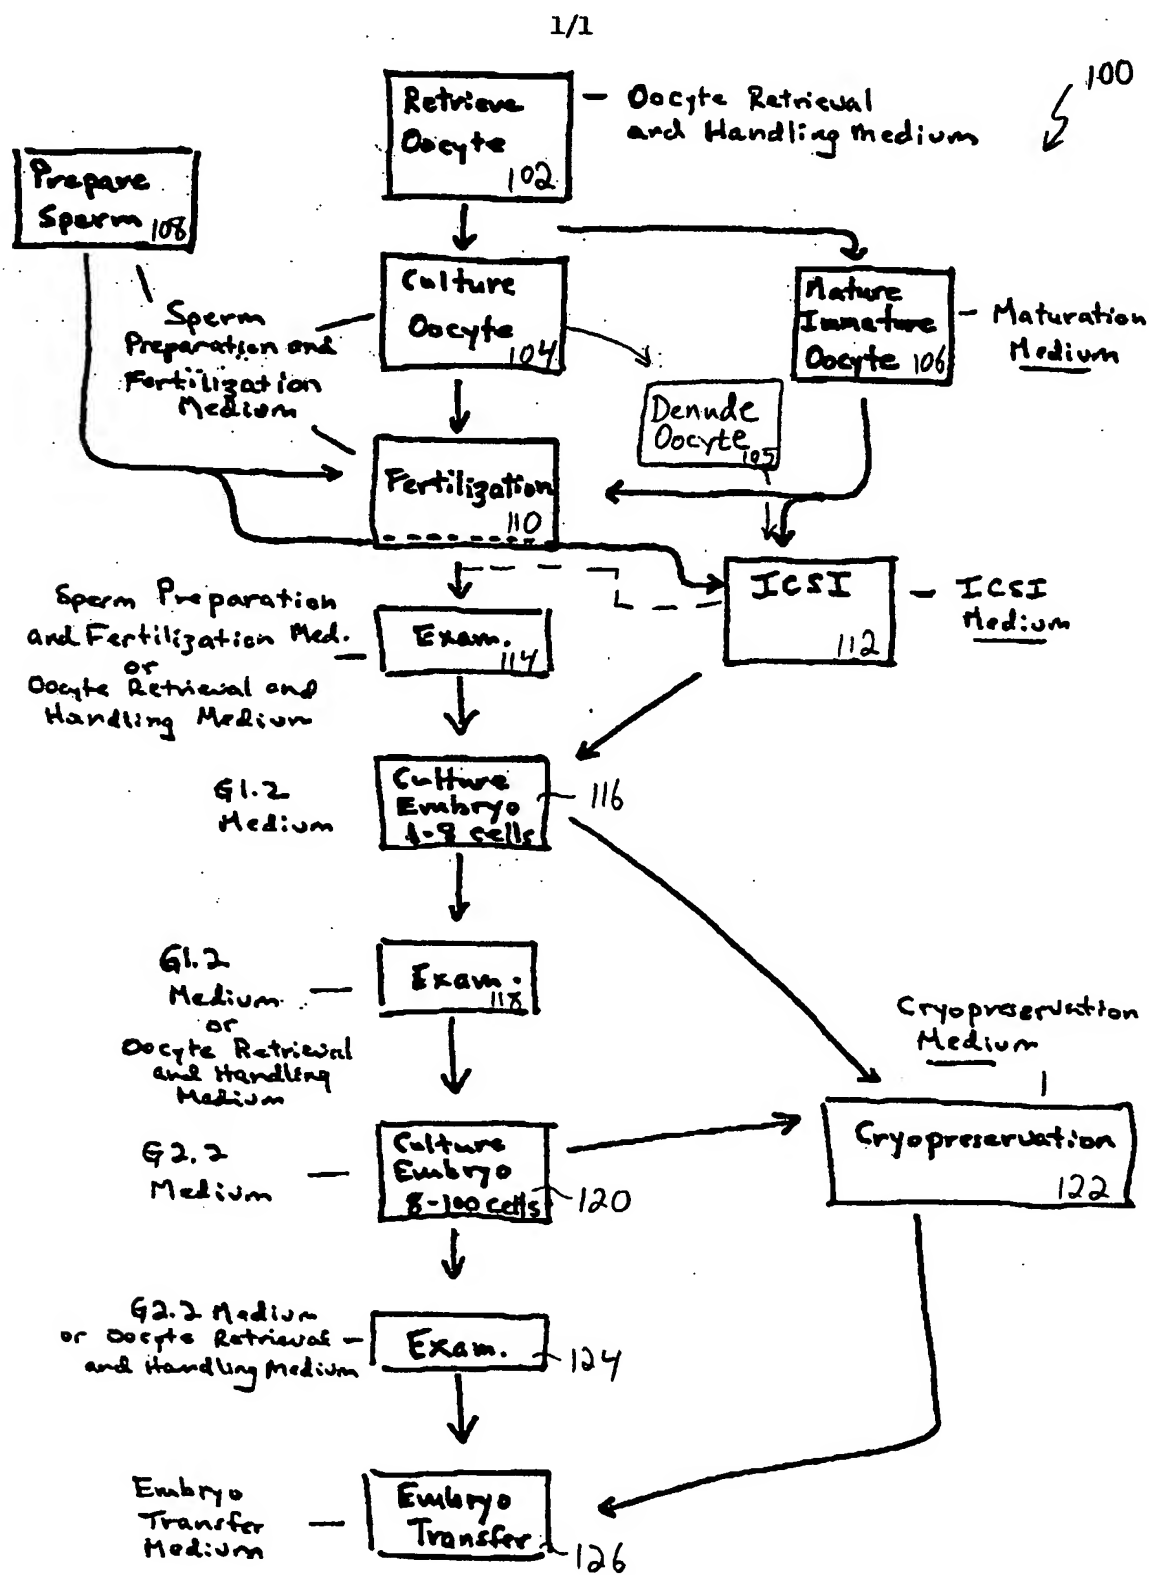 1/1
100
Retrieve
Oocyte
102
- Oocyte Retrieval
and Handling Medium
Prepare
Sperm 108
Culture
Oocyte
104
Mature
Immature
Oocyte 106
Maturation
Medium
Sperm
Preparation and
Fertilization
Medium
Denude
Oocyte
105
Fertilization
110
ICSI
112
ICSI
Medium
Sperm Preparation
and Fertilization Med.
or
Oocyte Retrieval and
Handling Medium
Exam.
114
G1.2
Medium
Culture
Embryo
1-8 cells
116
G1.2
Medium
or
Oocyte Retrieval
and Handling
Medium
Exam.
118
Cryopreservation
Medium
G2.2
Medium
Culture
Embryo
8-100 cells
120
Cryopreservation
122
G2.2 Medium
or Oocyte Retrieval
and Handling Medium
Exam.
124
Embryo
Transfer
Medium
Embryo
Transfer
126